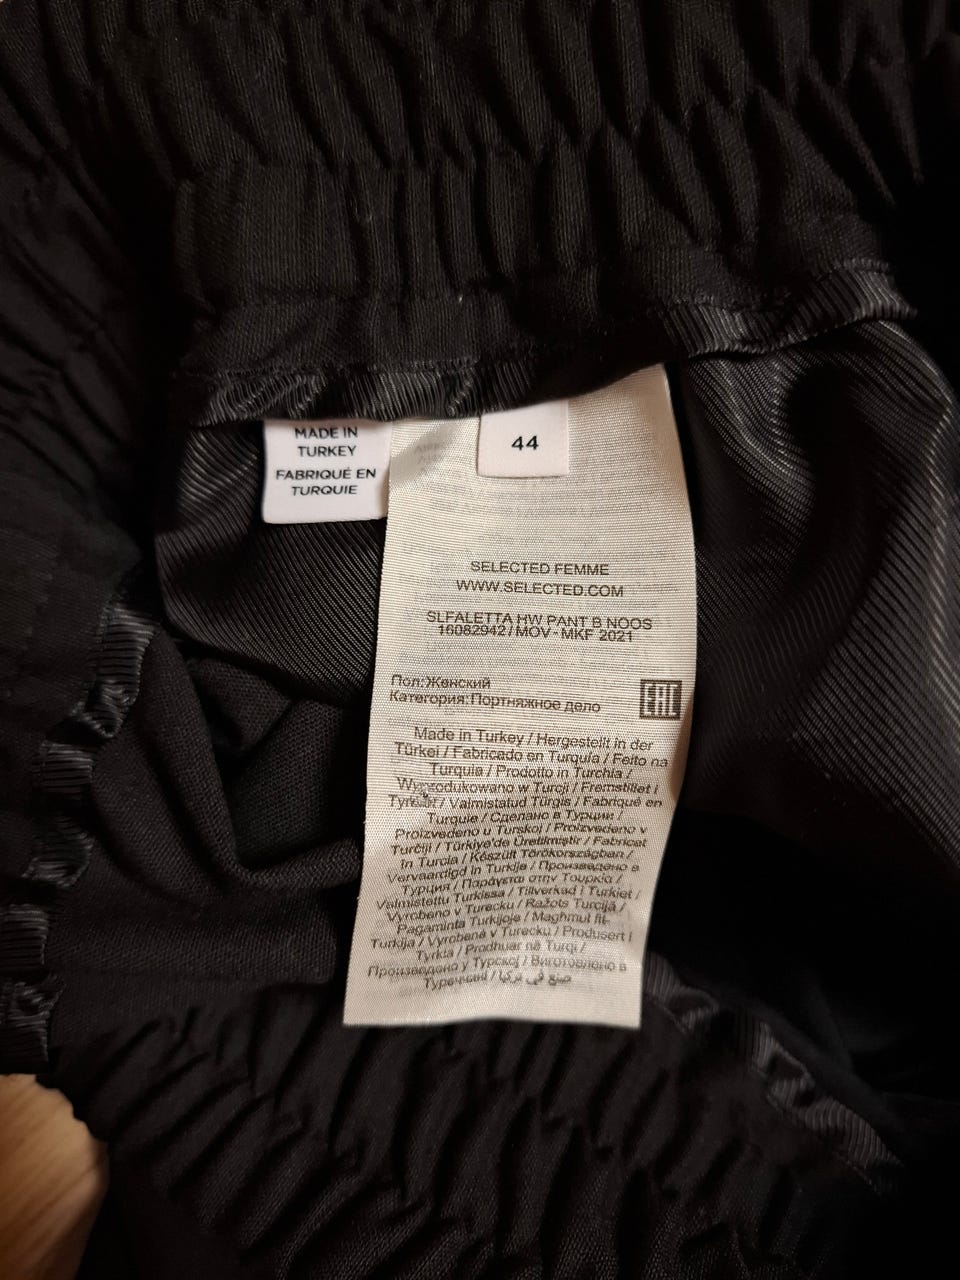 MADE IN
TURKEY
FABRIQUÉ EN
TURQUIE
44
SELECTED FEMME
WWW.SELECTED.COM
SLFALETTA HW PANT B NOOS
16082942 / MOV - MKF 2021
Пол:Женский
Категория:Портняжное дело
EAC
Made in Turkey / Hergestellt in der
Türkei / Fabricado en Turquía / Feito na
Turquia / Prodotto in Turchia /
Wyprodukowano w Turcji / Fremstillet i
Tyrkiet / Valmistatud Türgis / Fabriqué en
Turquie / Сделано в Турции /
Proizvedeno u Turskoj / Proizvedeno v
Turčiji / Türkiye'de Üretilmiştir / Fabricat
în Turcia / Készült Törökországban /
Vervaardigd in Turkije / Произведено в
Турция / Παράγεται στην Τουρκία /
Valmistettu Turkissa / Tillverkad i Turkiet /
Vyrobeno v Turecku / Ražots Turcijā /
Pagaminta Turkijoje / Magħmul fit-
Turkija / Vyrobené v Turecku / Produsert i
Tyrkia / Prodhuar në Turqi /
Произведено у Турској / Виготовлено в
Туреччині / صنع في تركيا